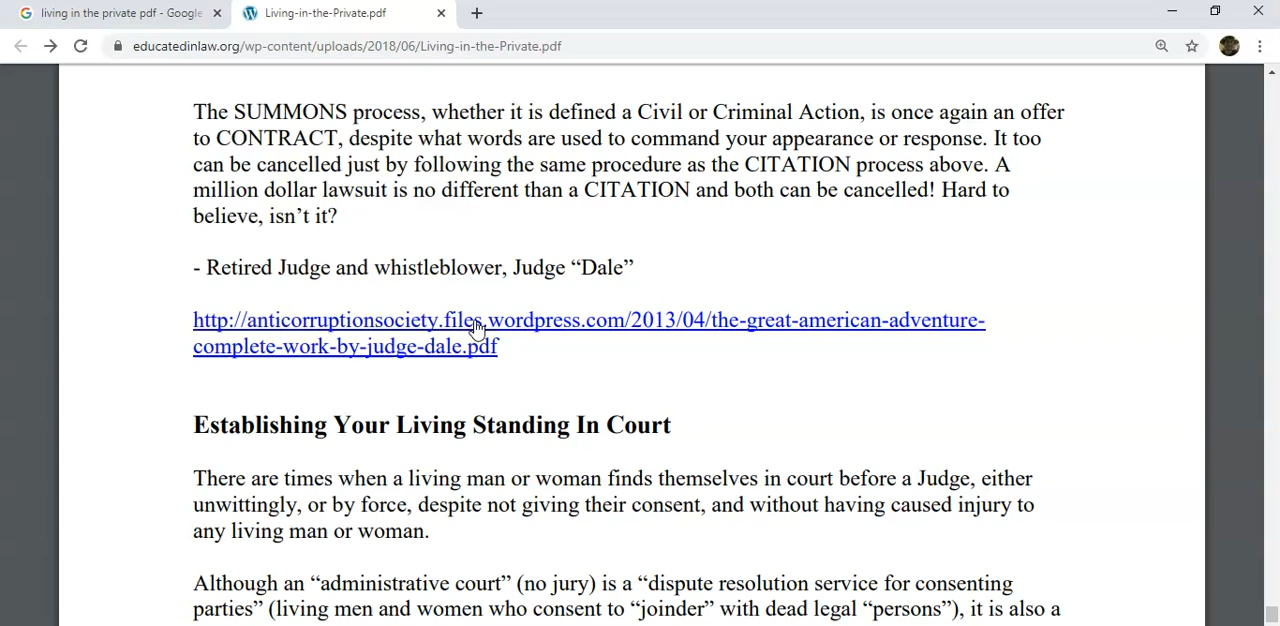 living in the private pdf - Google
Living-in-the-Private.pdf
educatedinlaw.org/wp-content/uploads/2018/06/Living-in-the-Private.pdf
The SUMMONS process, whether it is defined a Civil or Criminal Action, is once again an offer
to CONTRACT, despite what words are used to command your appearance or response. It too
can be cancelled just by following the same procedure as the CITATION process above. A
million dollar lawsuit is no different than a CITATION and both can be cancelled! Hard to
believe, isn’t it?
- Retired Judge and whistleblower, Judge “Dale”
http://anticorruptionsociety.files.wordpress.com/2013/04/the-great-american-adventure-
complete-work-by-judge-dale.pdf
Establishing Your Living Standing In Court
There are times when a living man or woman finds themselves in court before a Judge, either
unwittingly, or by force, despite not giving their consent, and without having caused injury to
any living man or woman.
Although an “administrative court” (no jury) is a “dispute resolution service for consenting
parties” (living men and women who consent to “joinder” with dead legal “persons”), it is also a